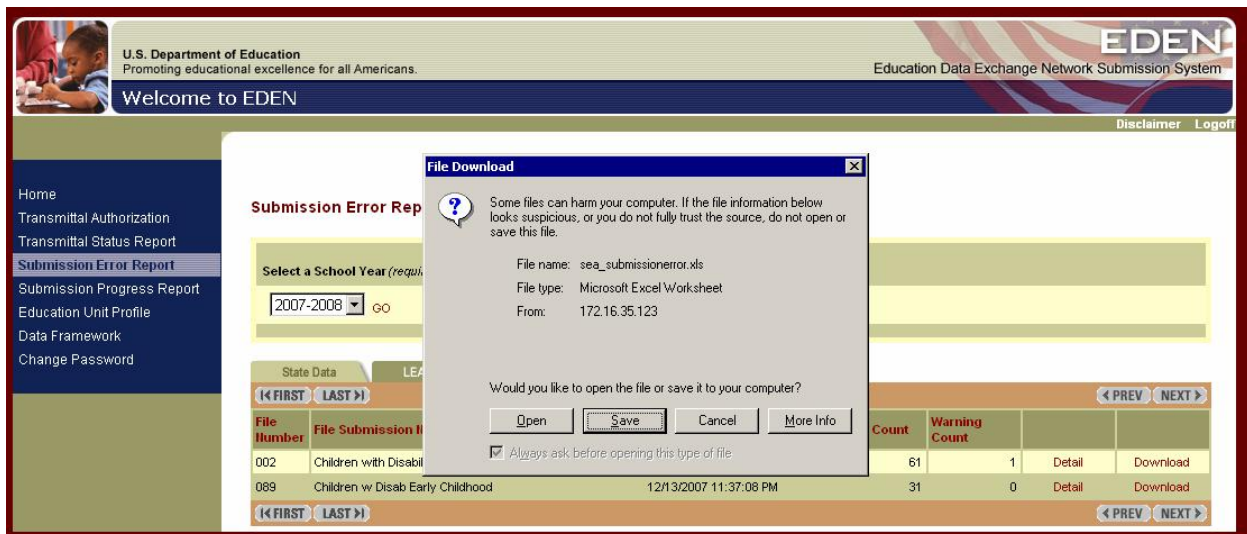 U.S. Department of Education
Promoting educational excellence for all Americans.
EDEN
Education Data Exchange Network Submission System
Welcome to EDEN
Disclaimer Logoff
Home
Transmittal Authorization
Transmittal Status Report
Submission Error Report
Submission Progress Report
Education Unit Profile
Data Framework
Change Password
Submission Error Rep
Select a School Year (requi
2007-2008 GO
File Download
Some files can harm your computer. If the file information below
looks suspicious, or you do not fully trust the source, do not open or
save this file.
File name: sea_submissionerror.xls
File type: Microsoft Excel Worksheet
From: 172.16.35.123
Would you like to open the file or save it to your computer?
Open Save Cancel More Info
Always ask before opening this type of file
State Data LEA
FIRST LAST PREV NEXT
File Number File Submission Count Warning Count
002 Children with Disabil 61 1 Detail Download
089 Children w Disab Early Childhood 12/13/2007 11:37:08 PM 31 0 Detail Download
FIRST LAST PREV NEXT